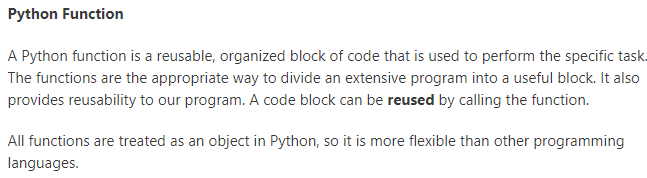 Python Function
A Python function is a reusable, organized block of code that is used to perform the specific task.
The functions are the appropriate way to divide an extensive program into a useful block. It also
provides reusability to our program. A code block can be reused by calling the function.
All functions are treated as an object in Python, so it is more flexible than other programming
languages.